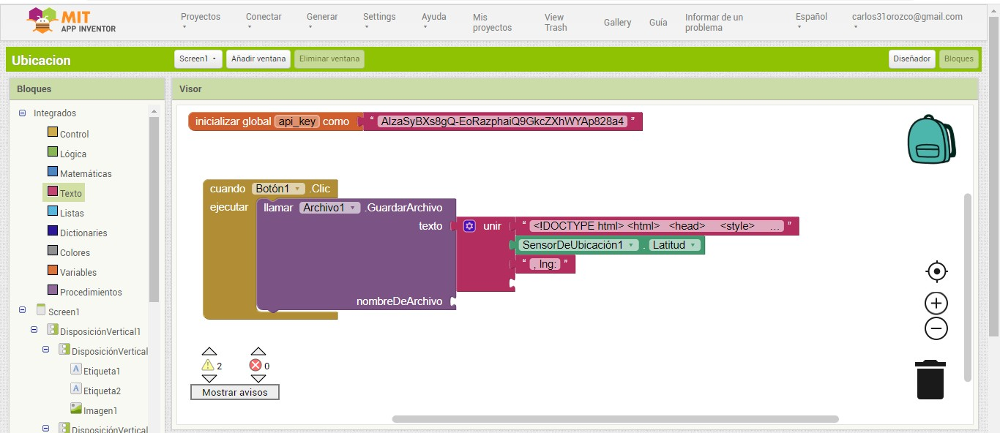 MIT
APP INVENTOR
Proyectos
Conectar
Generar
Settings
Ayuda
Mis
proyectos
View
Trash
Gallery
Guía
Informar de un
problema
Español
carlos31orozco@gmail.com
Ubicacion
Screen1
Añadir ventana
Eliminar ventana
Diseñador
Bloques
Bloques
Visor
Integrados
Control
Lógica
Matemáticas
Texto
Listas
Dictionaries
Colores
Variables
Procedimientos
Screen1
DisposiciónVertical1
DisposiciónVertical
Etiqueta1
Etiqueta2
Imagen1
DisposiciónVertical
inicializar global api_key como " AIzaSyBXs8gQ-EoRazphaiQ9GkcZXhWYAp828a4 "
cuando Botón1 .Clic
ejecutar llamar Archivo1 .GuardarArchivo
texto unir " <!DOCTYPE html> <html> <head> <style> ... "
SensorDeUbicación1 . Latitud
" , lng: "
nombreDeArchivo
2 0
Mostrar avisos